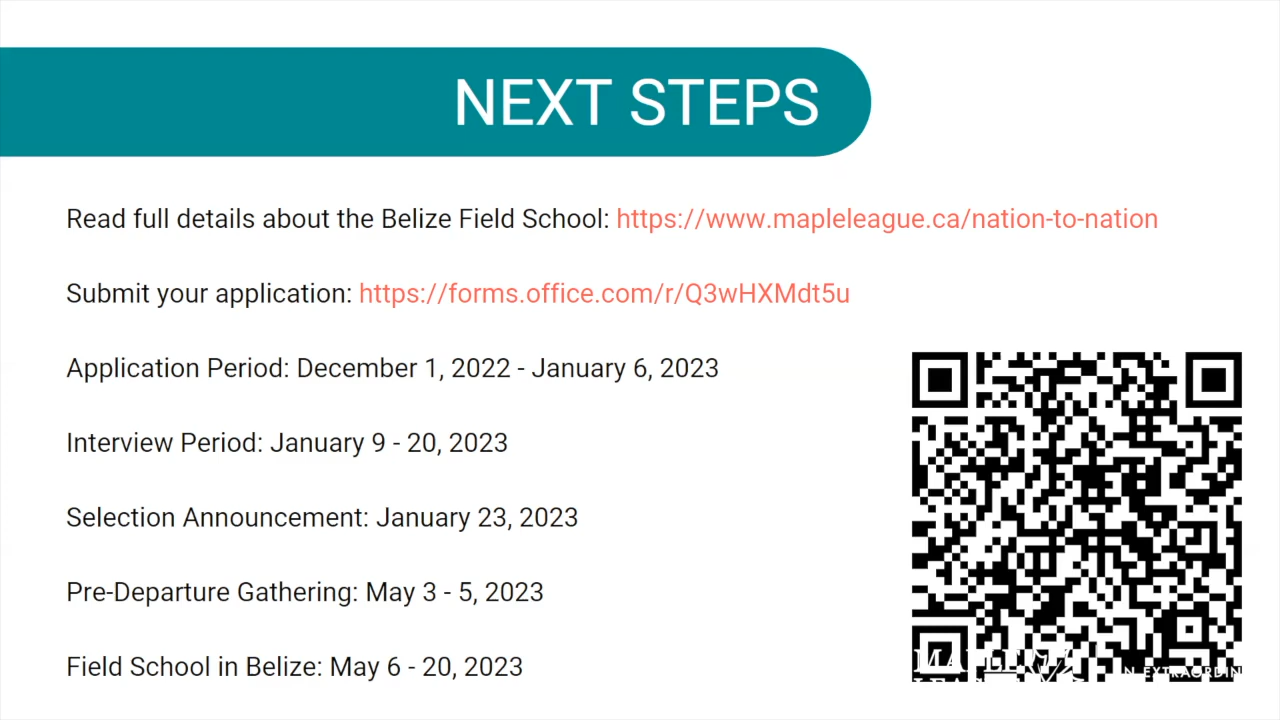 NEXT STEPS
Read full details about the Belize Field School: https://www.mapleleague.ca/nation-to-nation
Submit your application: https://forms.office.com/r/Q3wHXMdt5u
Application Period: December 1, 2022 - January 6, 2023
Interview Period: January 9 - 20, 2023
Selection Announcement: January 23, 2023
Pre-Departure Gathering: May 3 - 5, 2023
Field School in Belize: May 6 - 20, 2023